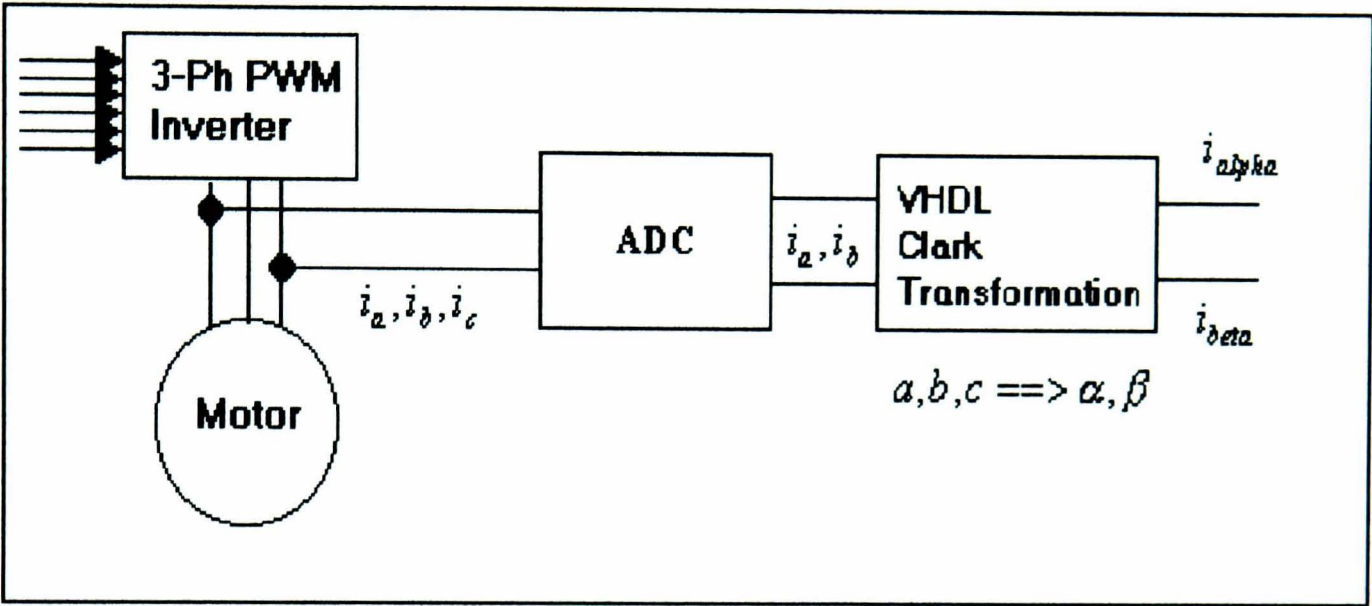 3-Ph PWM
Inverter
ADC
i_a, i_b
VHDL
Clark
Transformation
i_alpha
i_beta
i_a, i_b, i_c
a,b,c ==> α, β
Motor